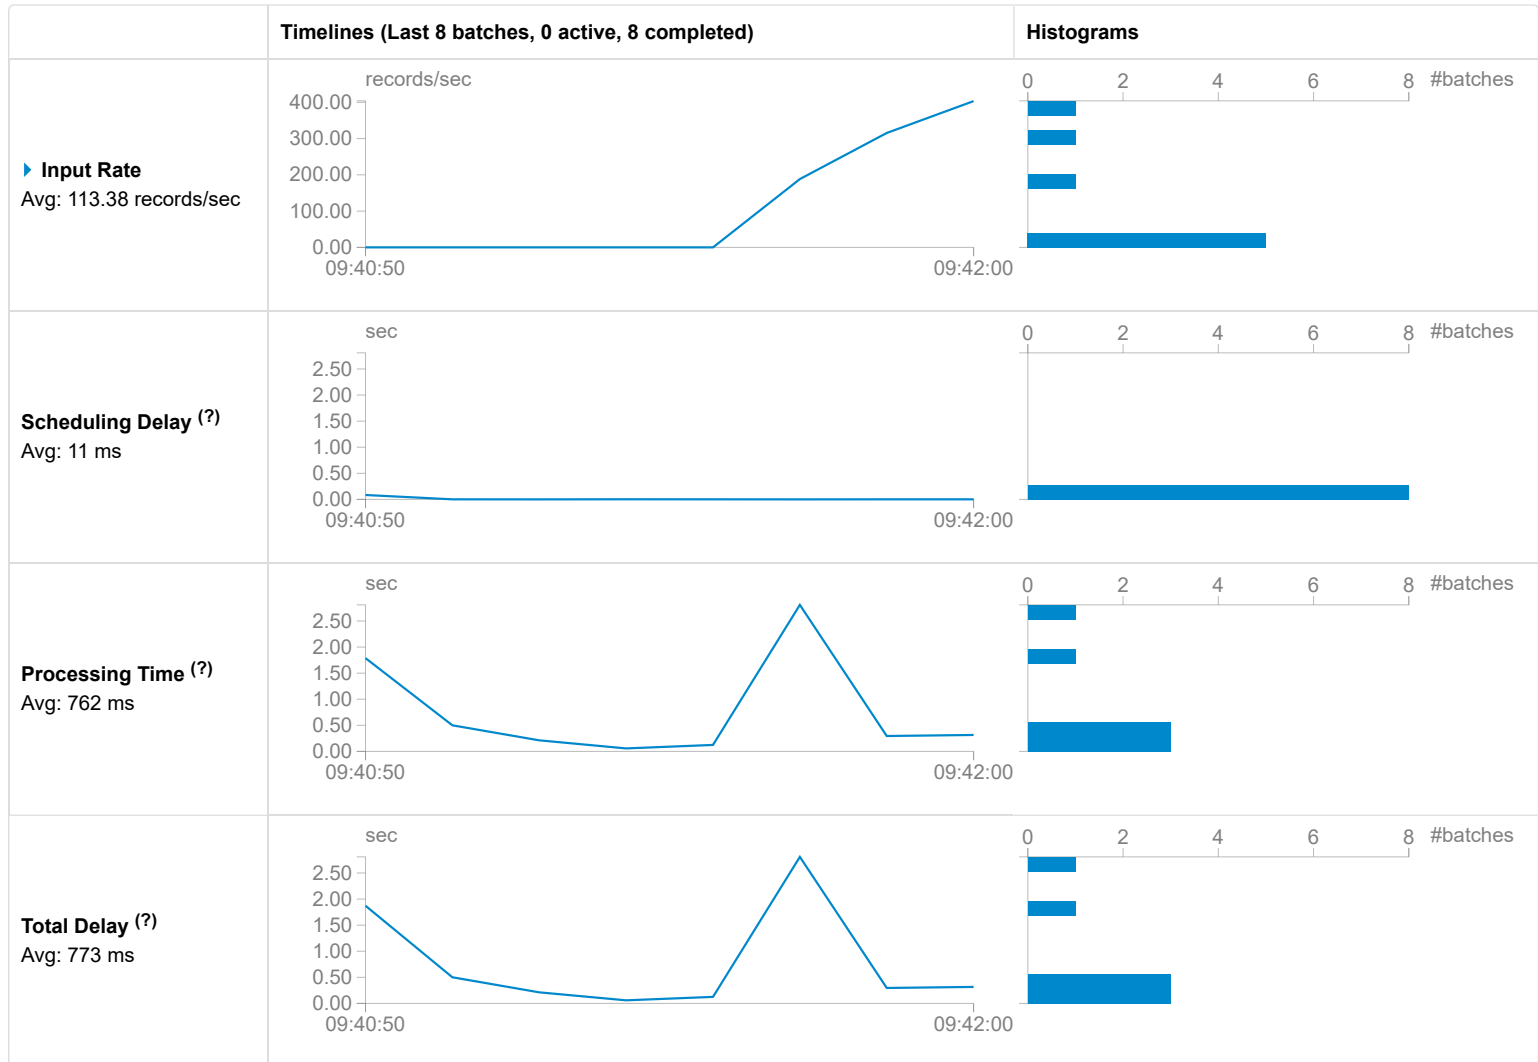 Timelines (Last 8 batches, 0 active, 8 completed)
Histograms
Input Rate
Avg: 113.38 records/sec
records/sec
400.00
300.00
200.00
100.00
0.00
09:40:50 09:42:00
0 2 4 6 8 #batches
Scheduling Delay (?)
Avg: 11 ms
sec
2.50
2.00
1.50
1.00
0.50
0.00
09:40:50 09:42:00
0 2 4 6 8 #batches
Processing Time (?)
Avg: 762 ms
sec
2.50
2.00
1.50
1.00
0.50
0.00
09:40:50 09:42:00
0 2 4 6 8 #batches
Total Delay (?)
Avg: 773 ms
sec
2.50
2.00
1.50
1.00
0.50
0.00
09:40:50 09:42:00
0 2 4 6 8 #batches